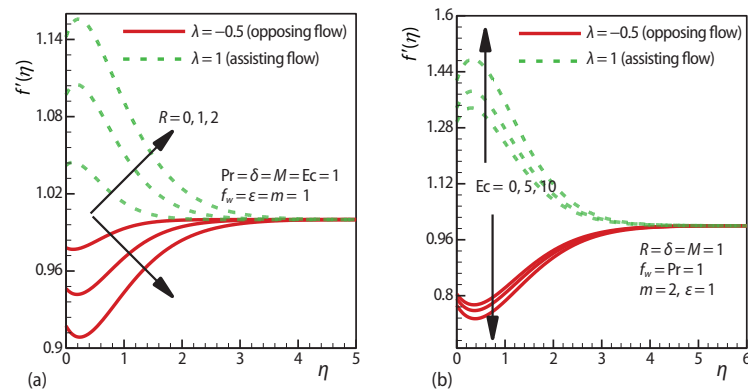 1.14
1.08
1.02
0.96
0.9
0
1
2
3
4
5
f′(η)
η
λ = −0.5 (opposing flow)
λ = 1 (assisting flow)
R = 0, 1, 2
Pr = δ = M = Ec = 1
f_w = ε = m = 1
(a)
1.6
1.44
1.28
1.12
0.96
0.8
0
1
2
3
4
5
6
f′(η)
η
λ = −0.5 (opposing flow)
λ = 1 (assisting flow)
Ec = 0, 5, 10
R = δ = M = 1
f_w = Pr = 1
m = 2, ε = 1
(b)